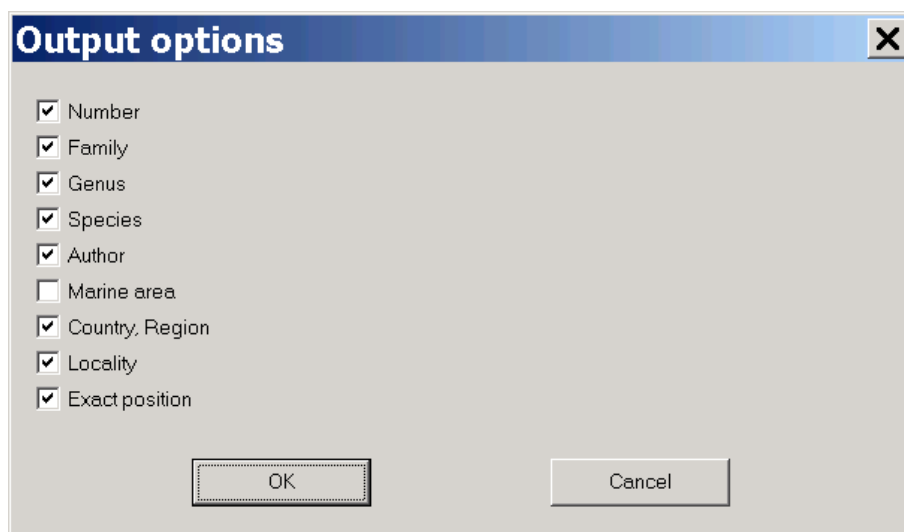 Output options
Number
Family
Genus
Species
Author
Marine area
Country, Region
Locality
Exact position
OK Cancel